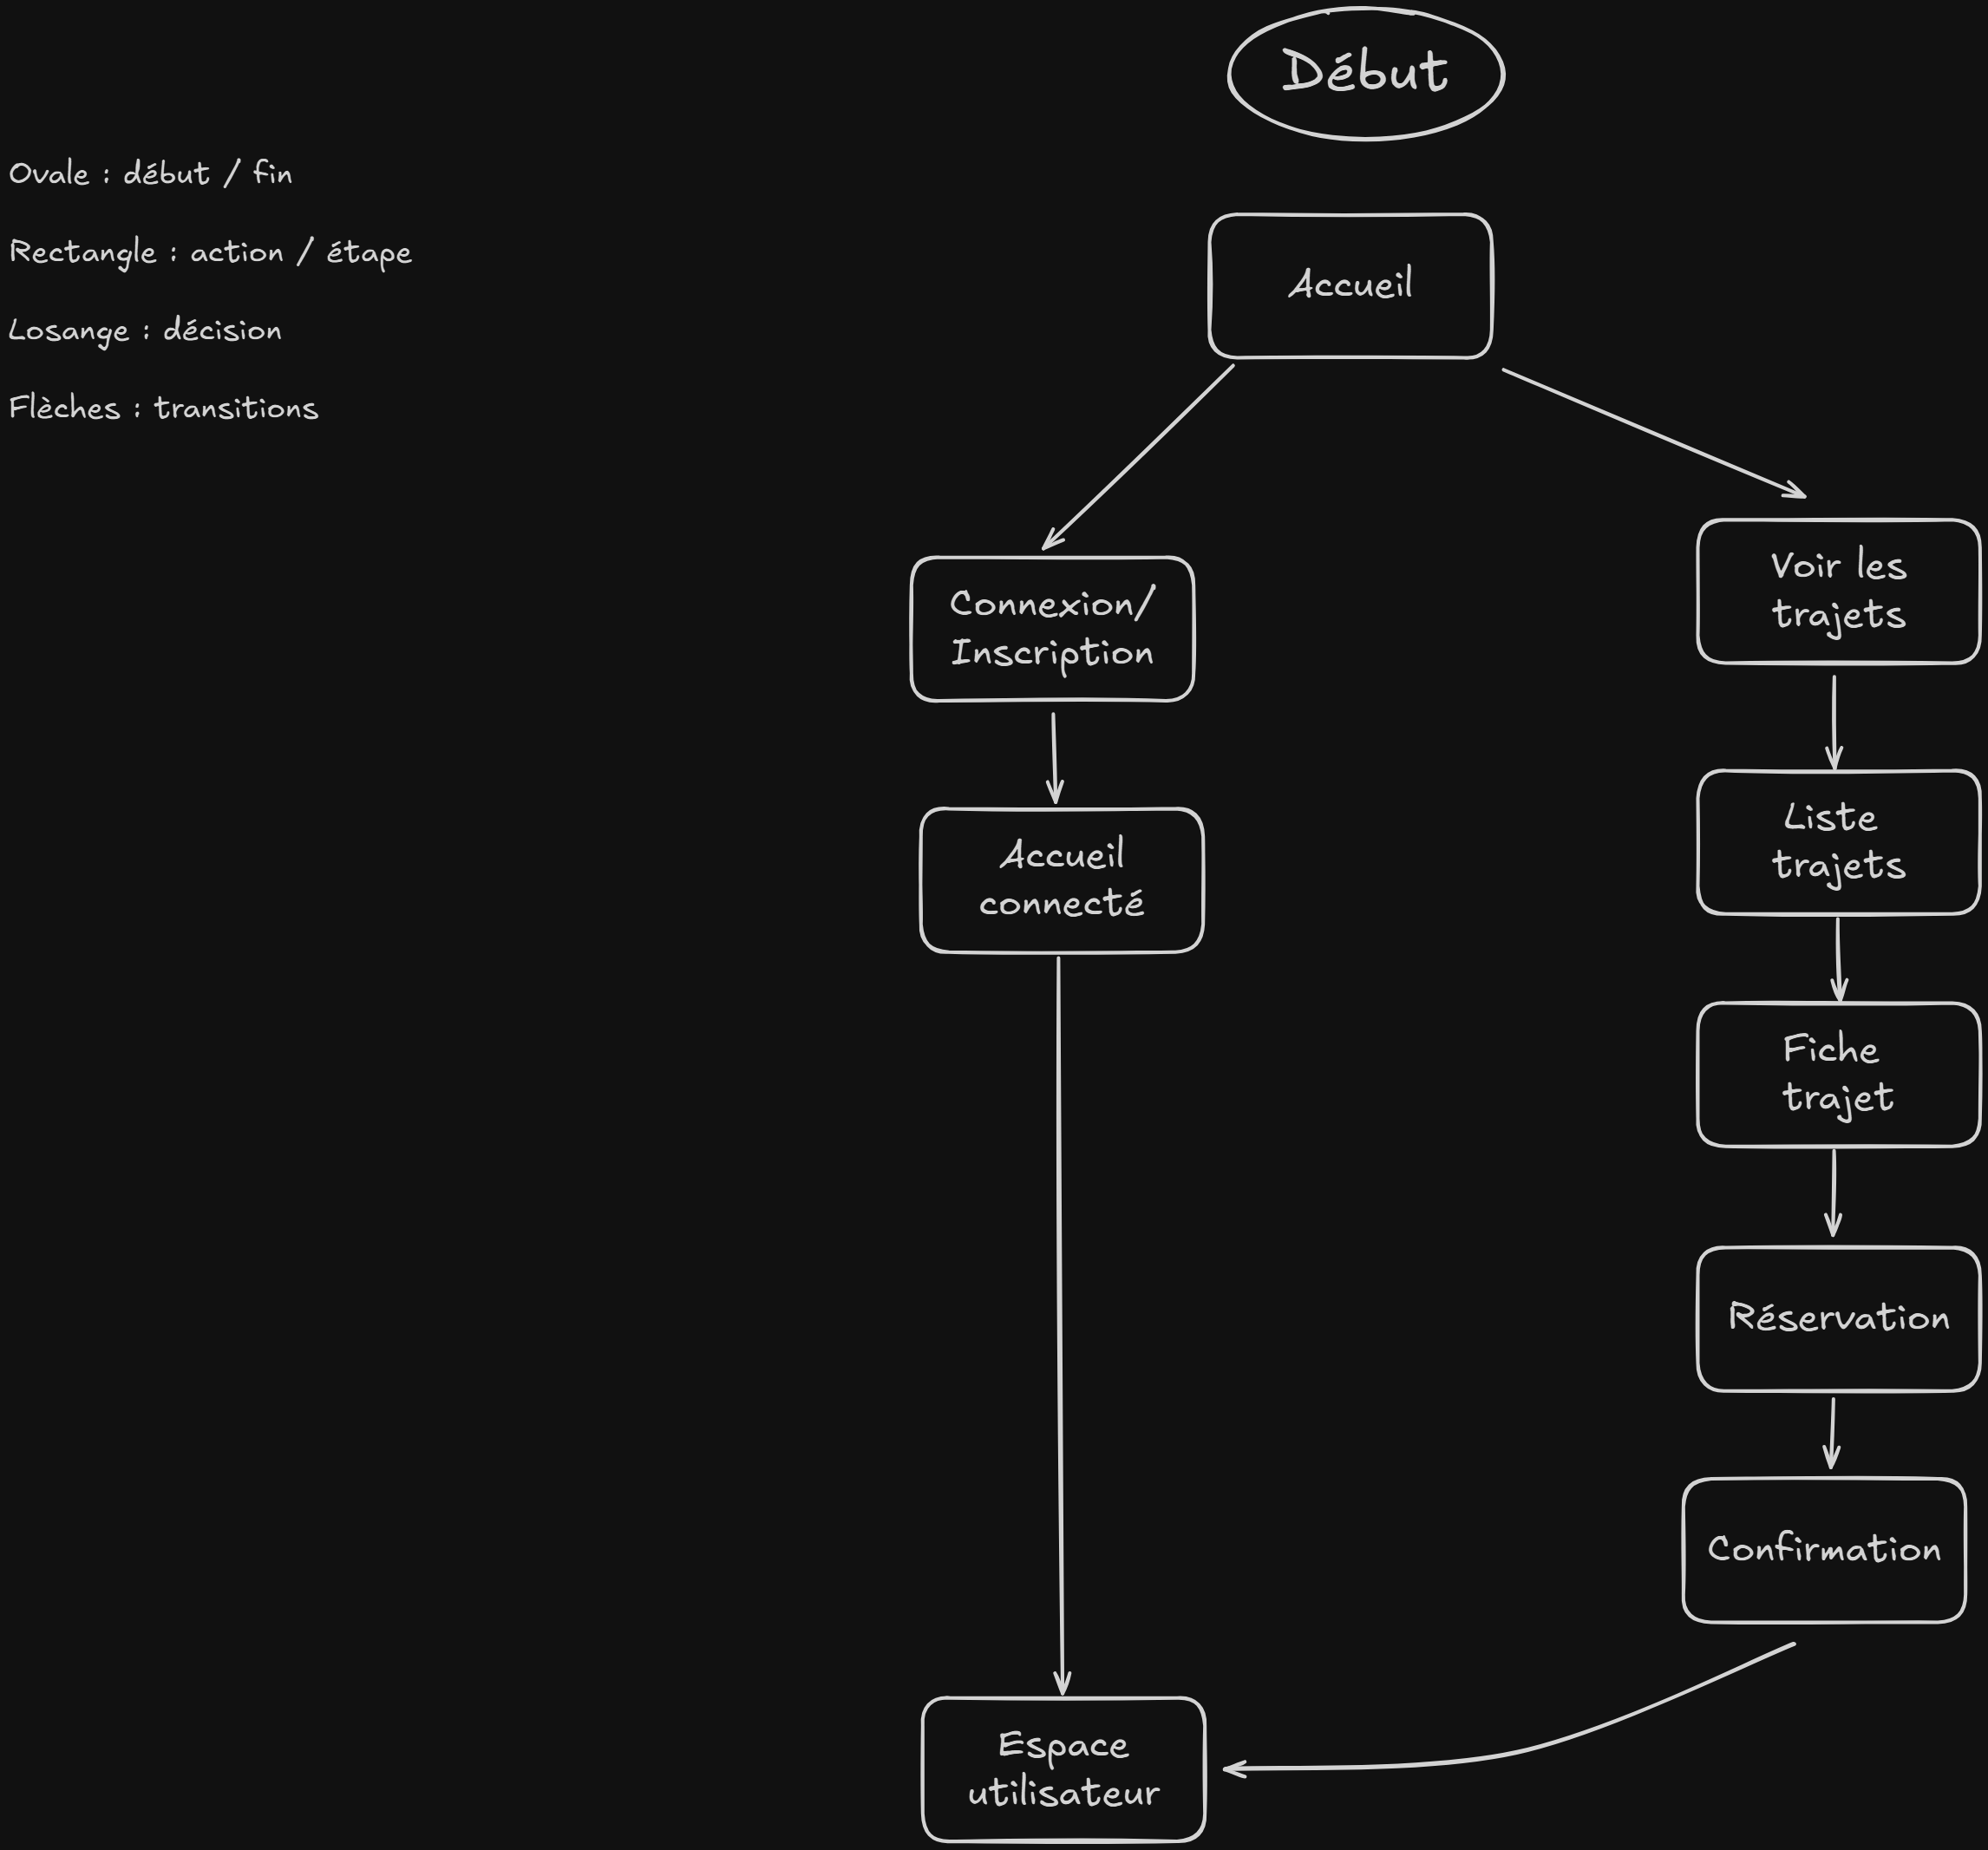 Début
Ovale : début / fin
Rectangle : action / étape
Losange : décision
Flèches : transitions
Accueil
Connexion/
Inscription
Accueil
connecté
Voir les
trajets
Liste
trajets
Fiche
trajet
Réservation
Confirmation
Espace
utilisateur